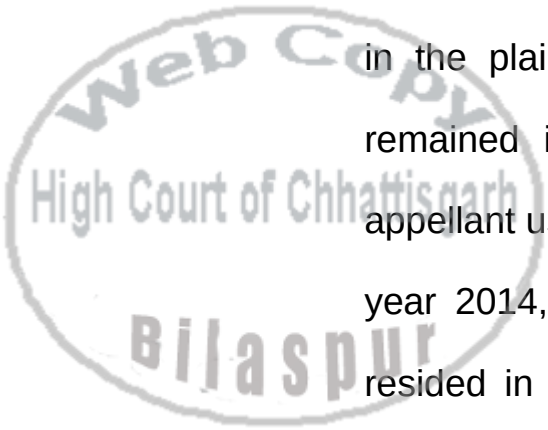 Web Copy
High Court of Chhattisgarh
Bilaspur
in the plai
remained i
appellant u
year 2014,
resided in